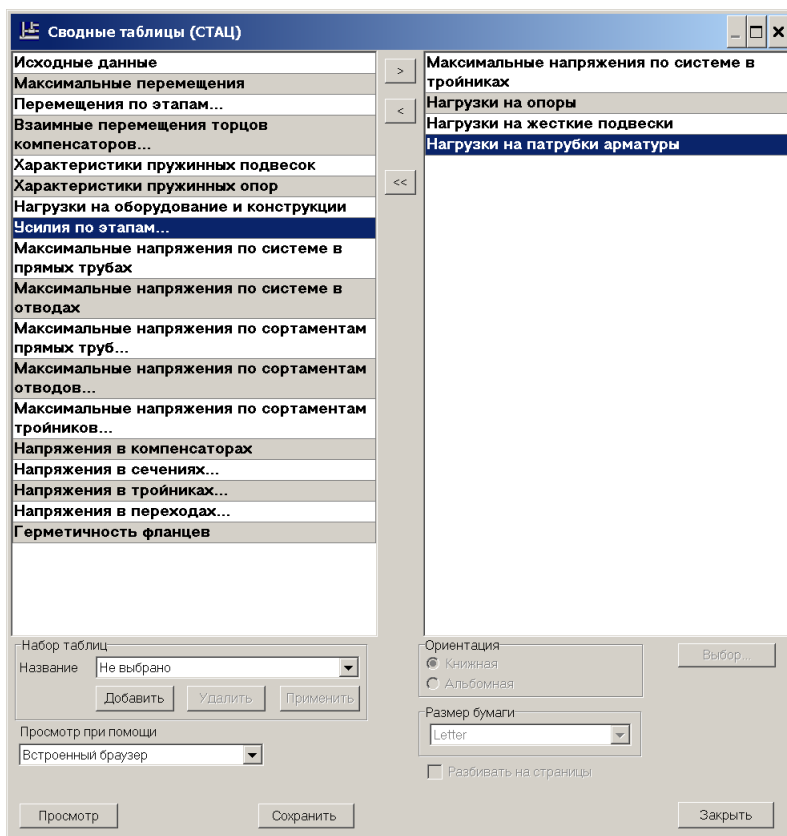 Сводные таблицы (СТАЦ)
Исходные данные
Максимальные перемещения
Перемещения по этапам...
Взаимные перемещения торцов
компенсаторов...
Характеристики пружинных подвесок
Характеристики пружинных опор
Нагрузки на оборудование и конструкции
Усилия по этапам...
Максимальные напряжения по системе в
прямых трубах
Максимальные напряжения по системе в
отводах
Максимальные напряжения по сортаментам
прямых труб...
Максимальные напряжения по сортаментам
отводов...
Максимальные напряжения по сортаментам
тройников...
Напряжения в компенсаторах
Напряжения в сечениях...
Напряжения в тройниках...
Напряжения в переходах...
Герметичность фланцев
>
<
<<
Максимальные напряжения по системе в
тройниках
Нагрузки на опоры
Нагрузки на жесткие подвески
Нагрузки на патрубки арматуры
Набор таблиц
Название
Не выбрано
Добавить
Удалить
Применить
Просмотр при помощи
Встроенный браузер
Просмотр
Сохранить
Ориентация
Книжная
Альбомная
Выбор...
Размер бумаги
Letter
Разбивать на страницы
Закрыть